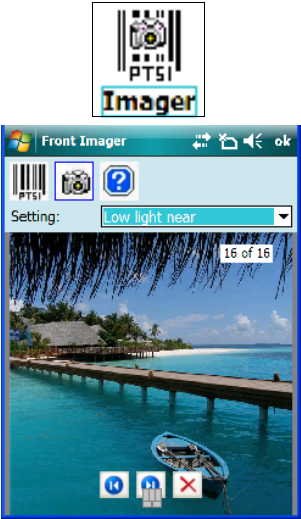 PTSI
Imager
Front Imager ok
PTSI
Setting: Low light near
16 of 16